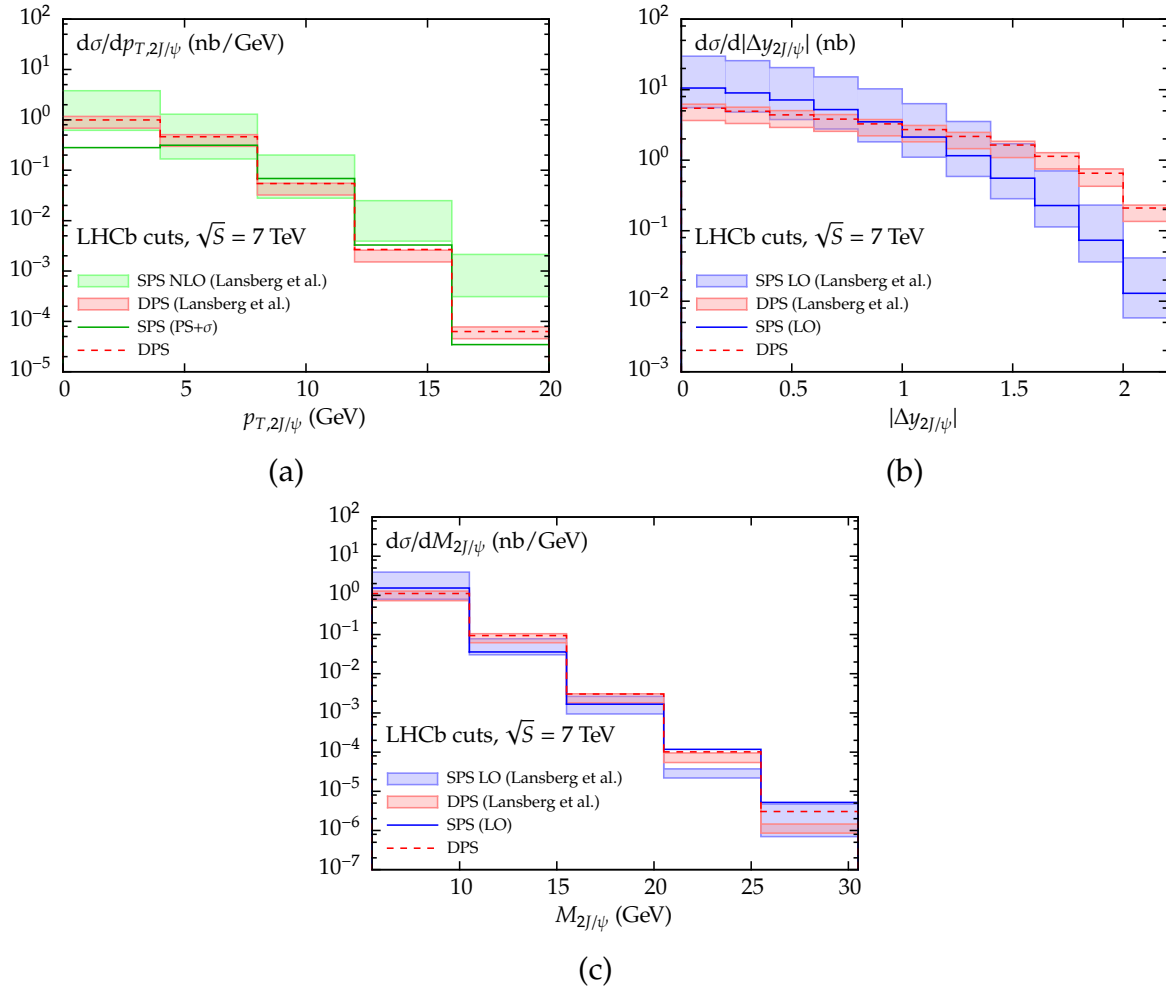 dσ/dp_{T,2J/ψ} (nb/GeV)
10^2
10^1
10^0
10^{-1}
10^{-2}
10^{-3}
10^{-4}
10^{-5}
LHCb cuts, √S = 7 TeV
SPS NLO (Lansberg et al.)
DPS (Lansberg et al.)
SPS (PS+σ)
DPS
0 5 10 15 20
p_{T,2J/ψ} (GeV)
(a)
dσ/d|Δy_{2J/ψ}| (nb)
10^2
10^1
10^0
10^{-1}
10^{-2}
10^{-3}
LHCb cuts, √S = 7 TeV
SPS LO (Lansberg et al.)
DPS (Lansberg et al.)
SPS (LO)
DPS
0 0.5 1 1.5 2
|Δy_{2J/ψ}|
(b)
dσ/dM_{2J/ψ} (nb/GeV)
10^2
10^1
10^0
10^{-1}
10^{-2}
10^{-3}
10^{-4}
10^{-5}
10^{-6}
10^{-7}
LHCb cuts, √S = 7 TeV
SPS LO (Lansberg et al.)
DPS (Lansberg et al.)
SPS (LO)
DPS
10 15 20 25 30
M_{2J/ψ} (GeV)
(c)